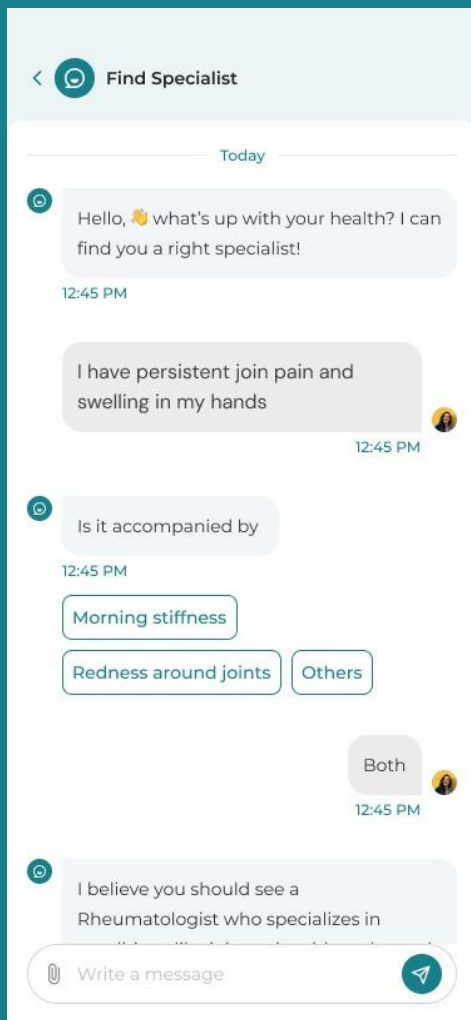 Find Specialist
Today
Hello, 👋 what's up with your health? I can
find you a right specialist!
12:45 PM
I have persistent join pain and
swelling in my hands
12:45 PM
Is it accompanied by
12:45 PM
Morning stiffness
Redness around joints
Others
Both
12:45 PM
I believe you should see a
Rheumatologist who specializes in
Write a message